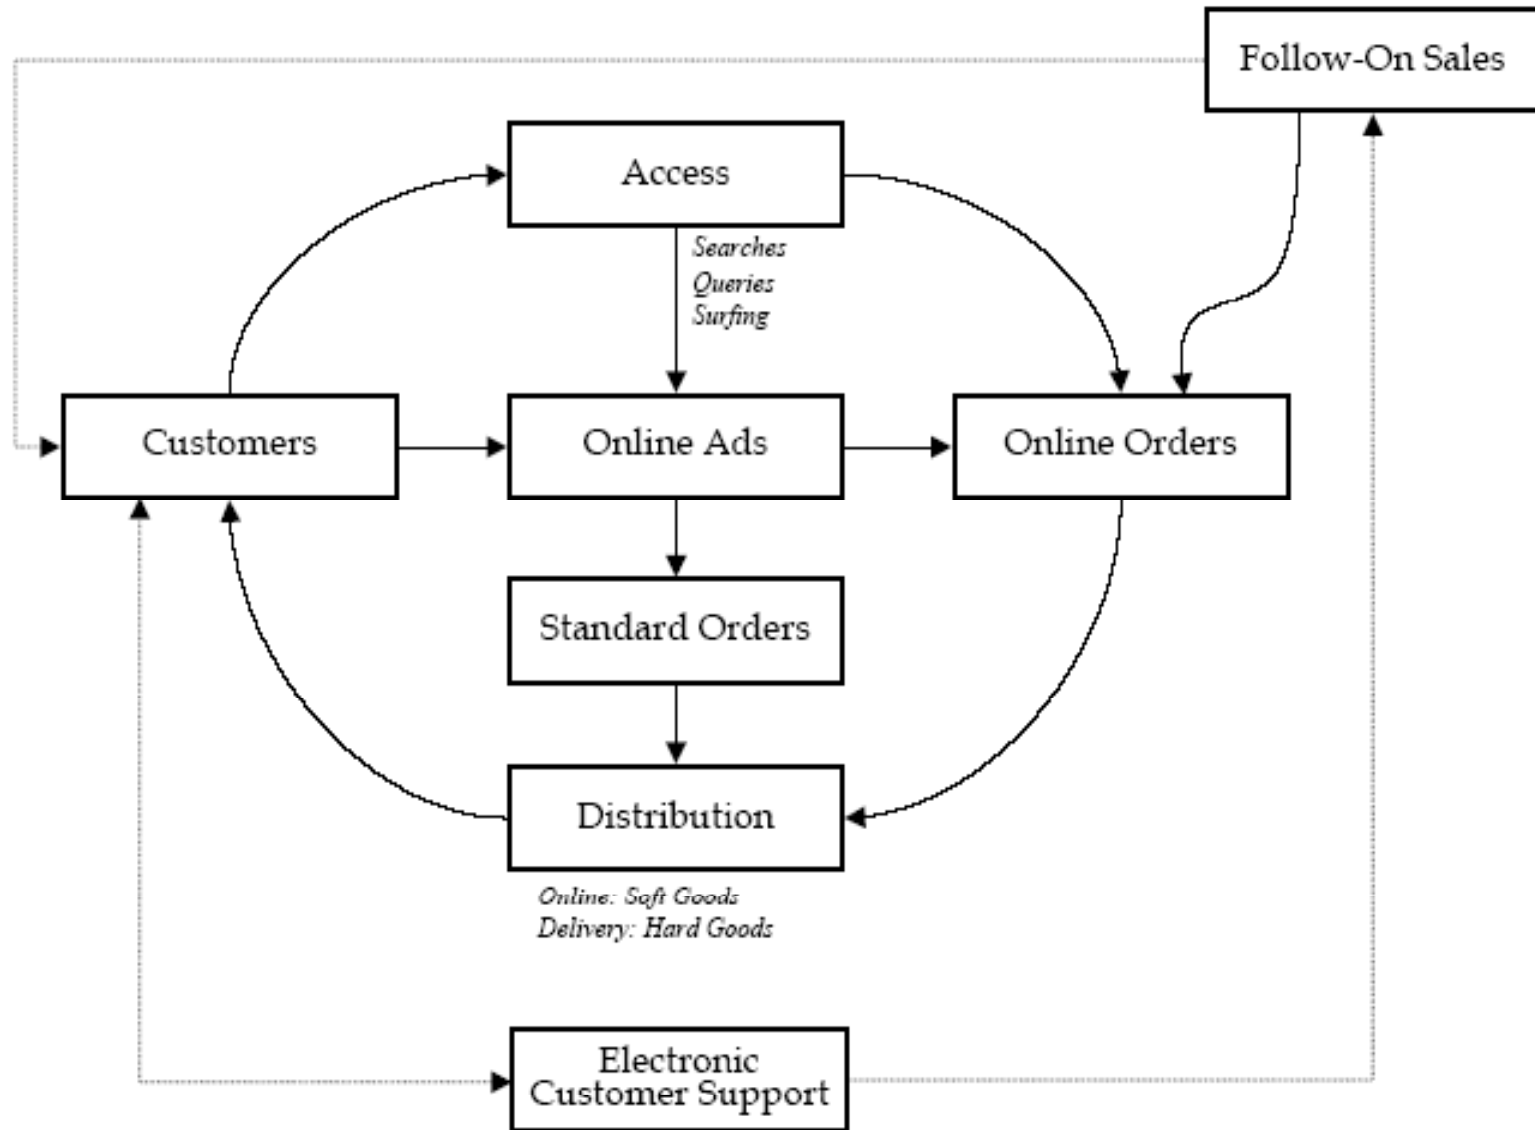 Follow-On Sales
Access
Searches
Queries
Surfing
Customers
Online Ads
Online Orders
Standard Orders
Distribution
Online: Soft Goods
Delivery: Hard Goods
Electronic
Customer Support